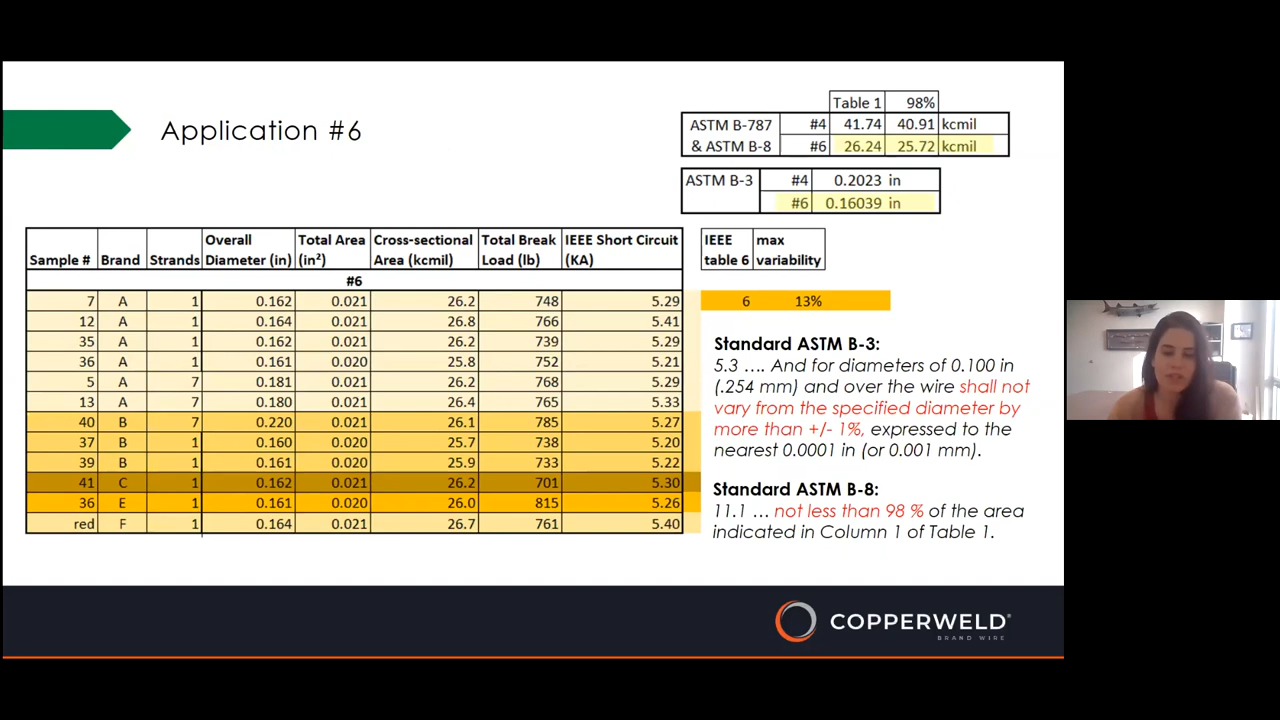 Application #6
Table 1 98%
ASTM B-787 #4 41.74 40.91 kcmil
& ASTM B-8 #6 26.24 25.72 kcmil
ASTM B-3 #4 0.2023 in
#6 0.16039 in
Sample # Brand Strands Overall Diameter (in) Total Area (in²) Cross-sectional Area (kcmil) Total Break Load (lb) IEEE Short Circuit (KA)
#6
7 A 1 0.162 0.021 26.2 748 5.29
12 A 1 0.164 0.021 26.8 766 5.41
35 A 1 0.162 0.021 26.2 739 5.29
36 A 1 0.161 0.020 25.8 752 5.21
5 A 7 0.181 0.021 26.2 768 5.29
13 A 7 0.180 0.021 26.4 765 5.33
40 B 7 0.220 0.021 26.1 785 5.27
37 B 1 0.160 0.020 25.7 738 5.20
39 B 1 0.161 0.020 25.9 733 5.22
41 C 1 0.162 0.021 26.2 701 5.30
36 E 1 0.161 0.020 26.0 815 5.26
red F 1 0.164 0.021 26.7 761 5.40
IEEE table 6 max variability
6 13%
Standard ASTM B-3:
5.3 …. And for diameters of 0.100 in
(.254 mm) and over the wire shall not
vary from the specified diameter by
more than +/- 1%, expressed to the
nearest 0.0001 in (or 0.001 mm).
Standard ASTM B-8:
11.1 … not less than 98 % of the area
indicated in Column 1 of Table 1.
COPPERWELD®
BRAND WIRE